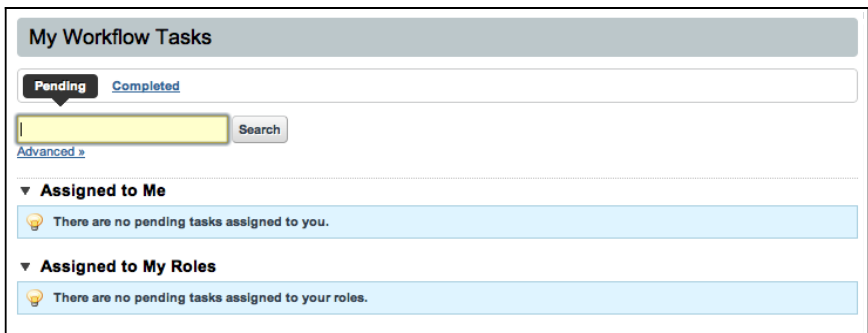 My Workflow Tasks
Pending Completed
Search
Advanced »
Assigned to Me
There are no pending tasks assigned to you.
Assigned to My Roles
There are no pending tasks assigned to your roles.